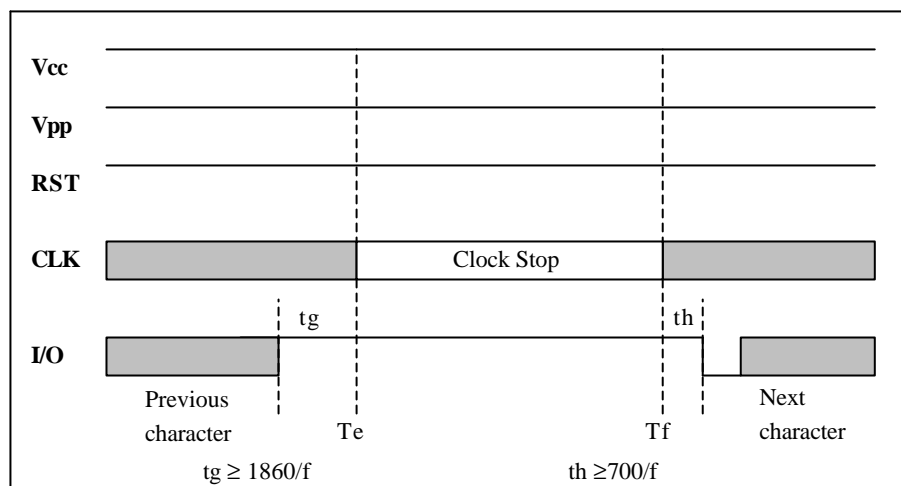 Vcc
Vpp
RST
CLK
Clock Stop
tg
th
I/O
Previous
character
Te
Tf
Next
character
tg ≥ 1860/f
th ≥700/f